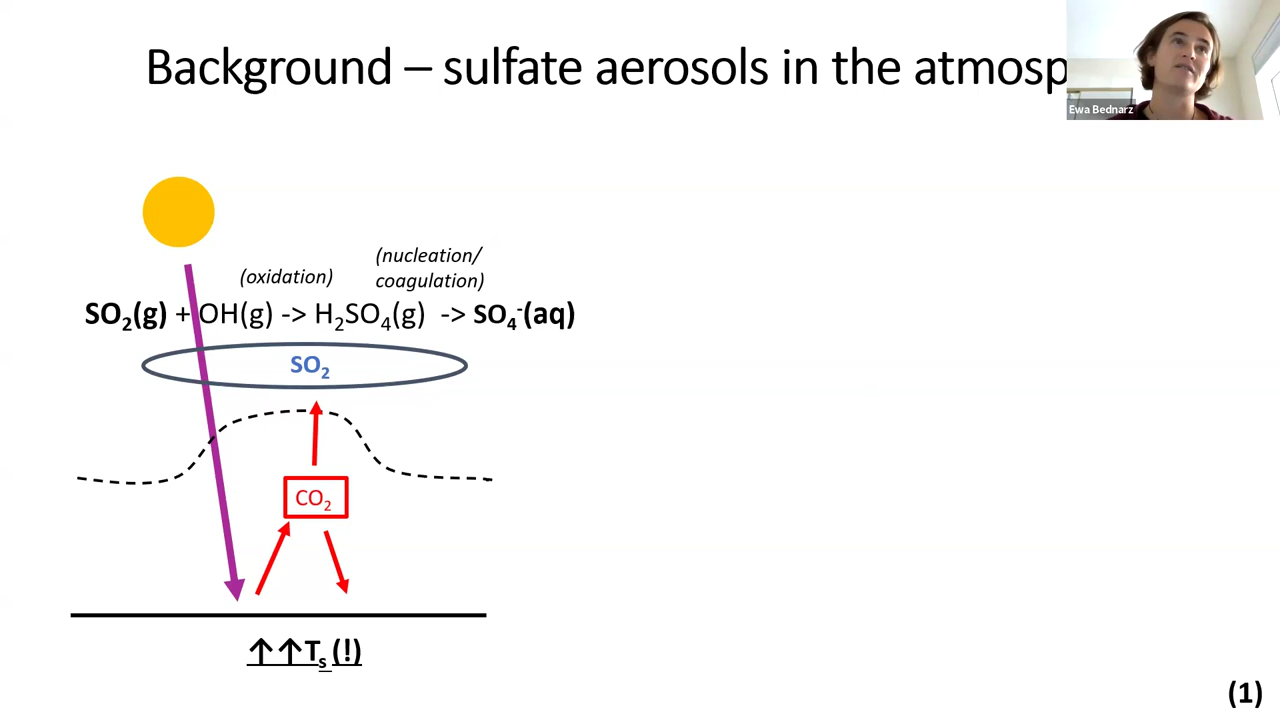 Background – sulfate aerosols in the atmosp
Ewa Bednarz
(nucleation/
(oxidation) coagulation)
SO₂(g) + OH(g) -> H₂SO₄(g) -> SO₄⁻(aq)
SO₂
CO₂
↑↑Tₛ (!)
(1)